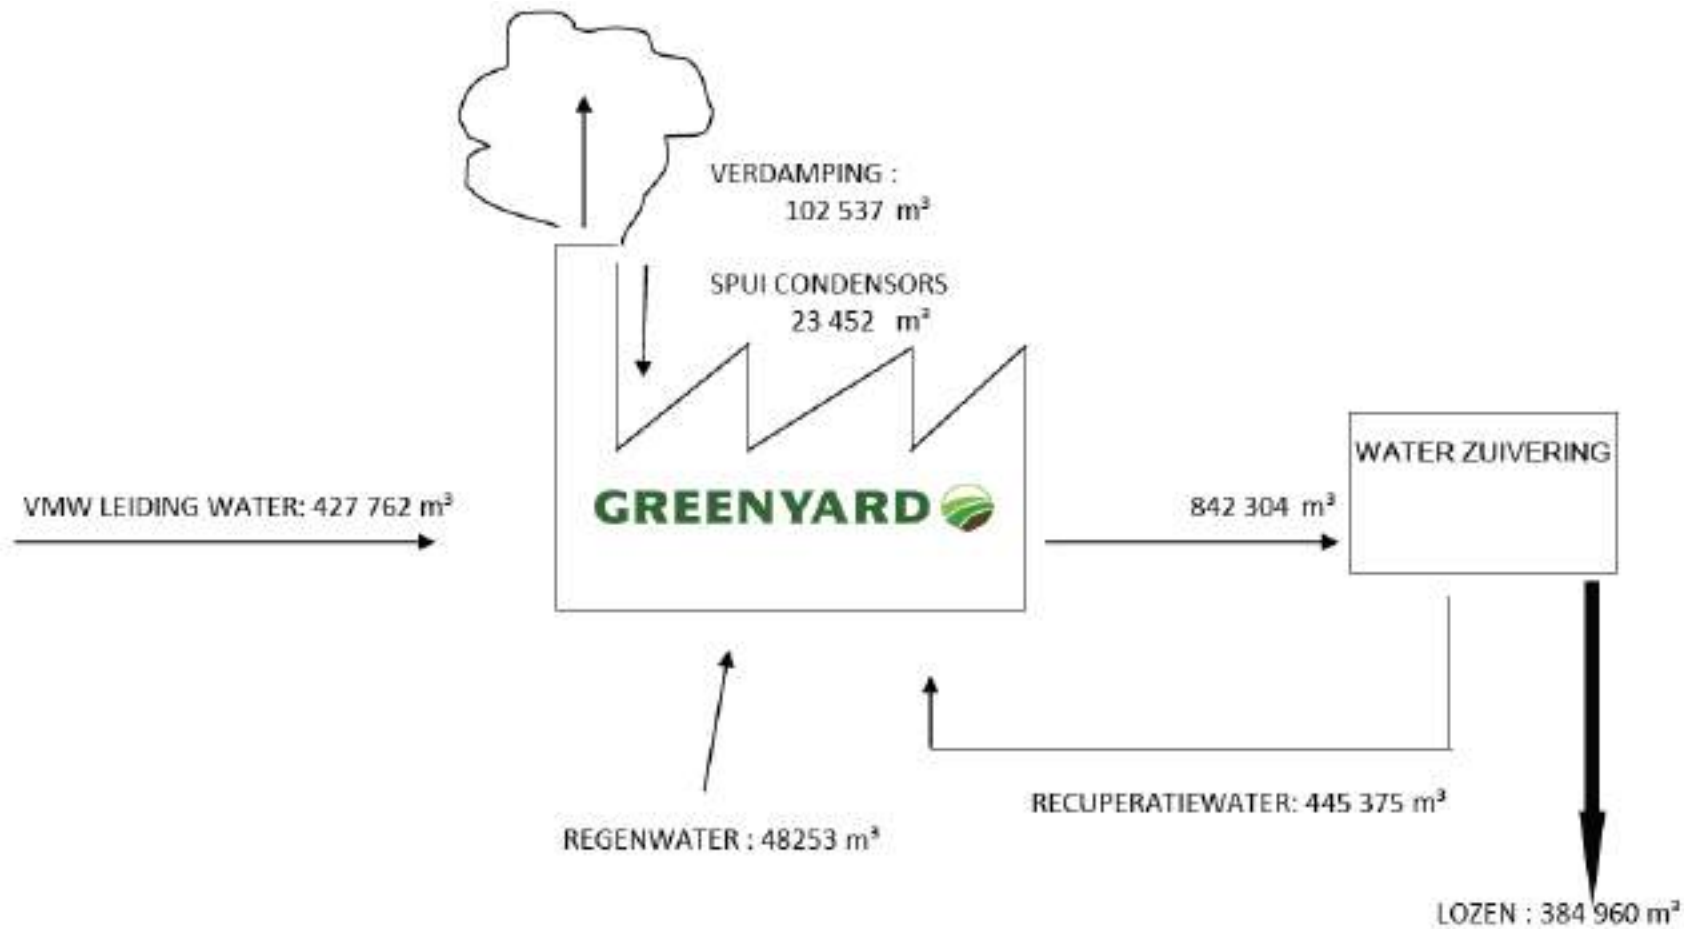 VERDAMPING :
102 537 m³
SPUI CONDENSORS
23 452 m³
WATER ZUIVERING
VMW LEIDING WATER: 427 762 m³
GREENYARD
842 304 m³
RECUPERATIEWATER: 445 375 m³
REGENWATER : 48253 m³
LOZEN : 384 960 m³